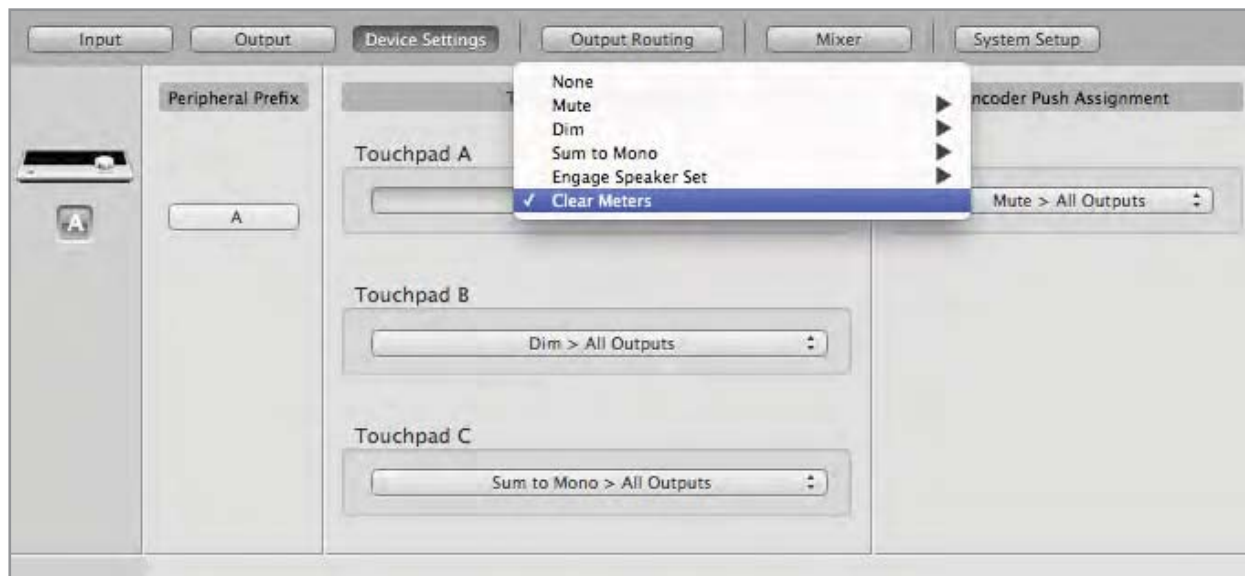 Input Output Device Settings Output Routing Mixer System Setup
Peripheral Prefix
ncoder Push Assignment
None
Mute
Dim
Sum to Mono
Engage Speaker Set
✓ Clear Meters
Touchpad A
A
A
Mute > All Outputs
Touchpad B
Dim > All Outputs
Touchpad C
Sum to Mono > All Outputs